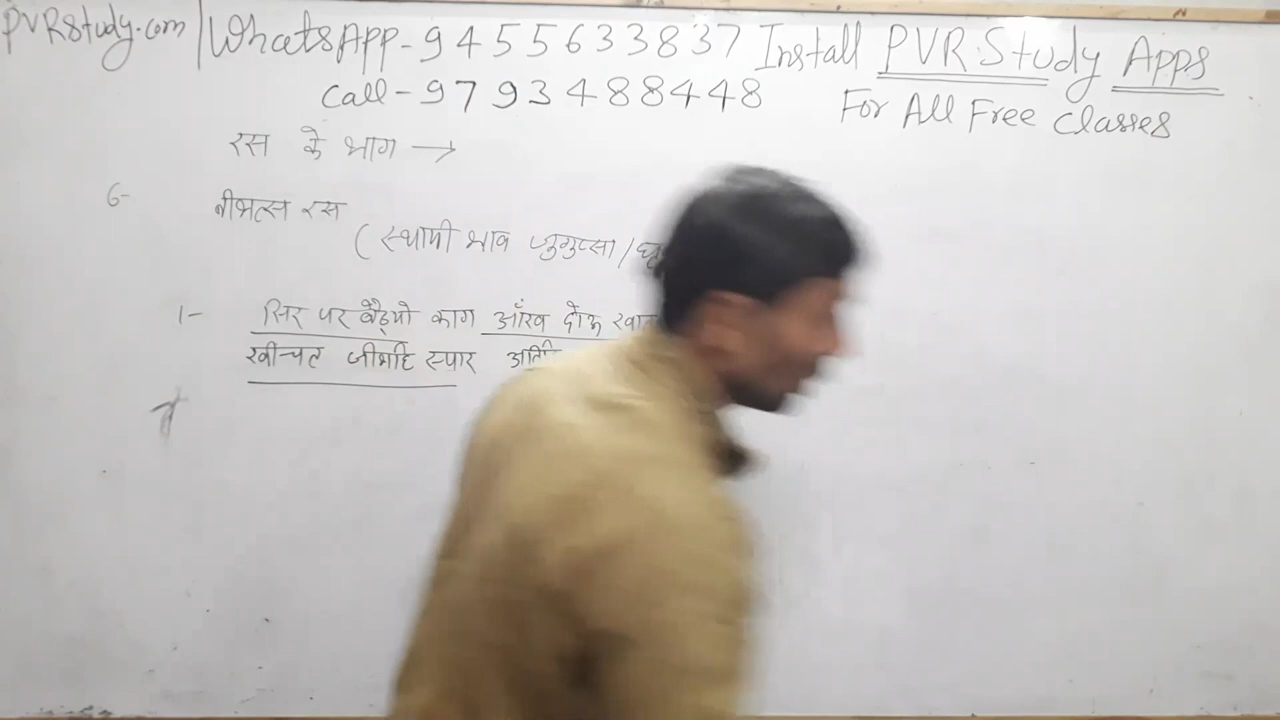 PVRStudy.com | WhatsApp-9455633837 Install PVR Study Apps
Call-9793488448 For All Free Classes
रस के भाग →
6- बीभत्स रस
( स्थायी भाव जुगुप्सा /
1- सिर पर बैठ्यो काग आँख दोऊ
खींचत जीभहि स्यार